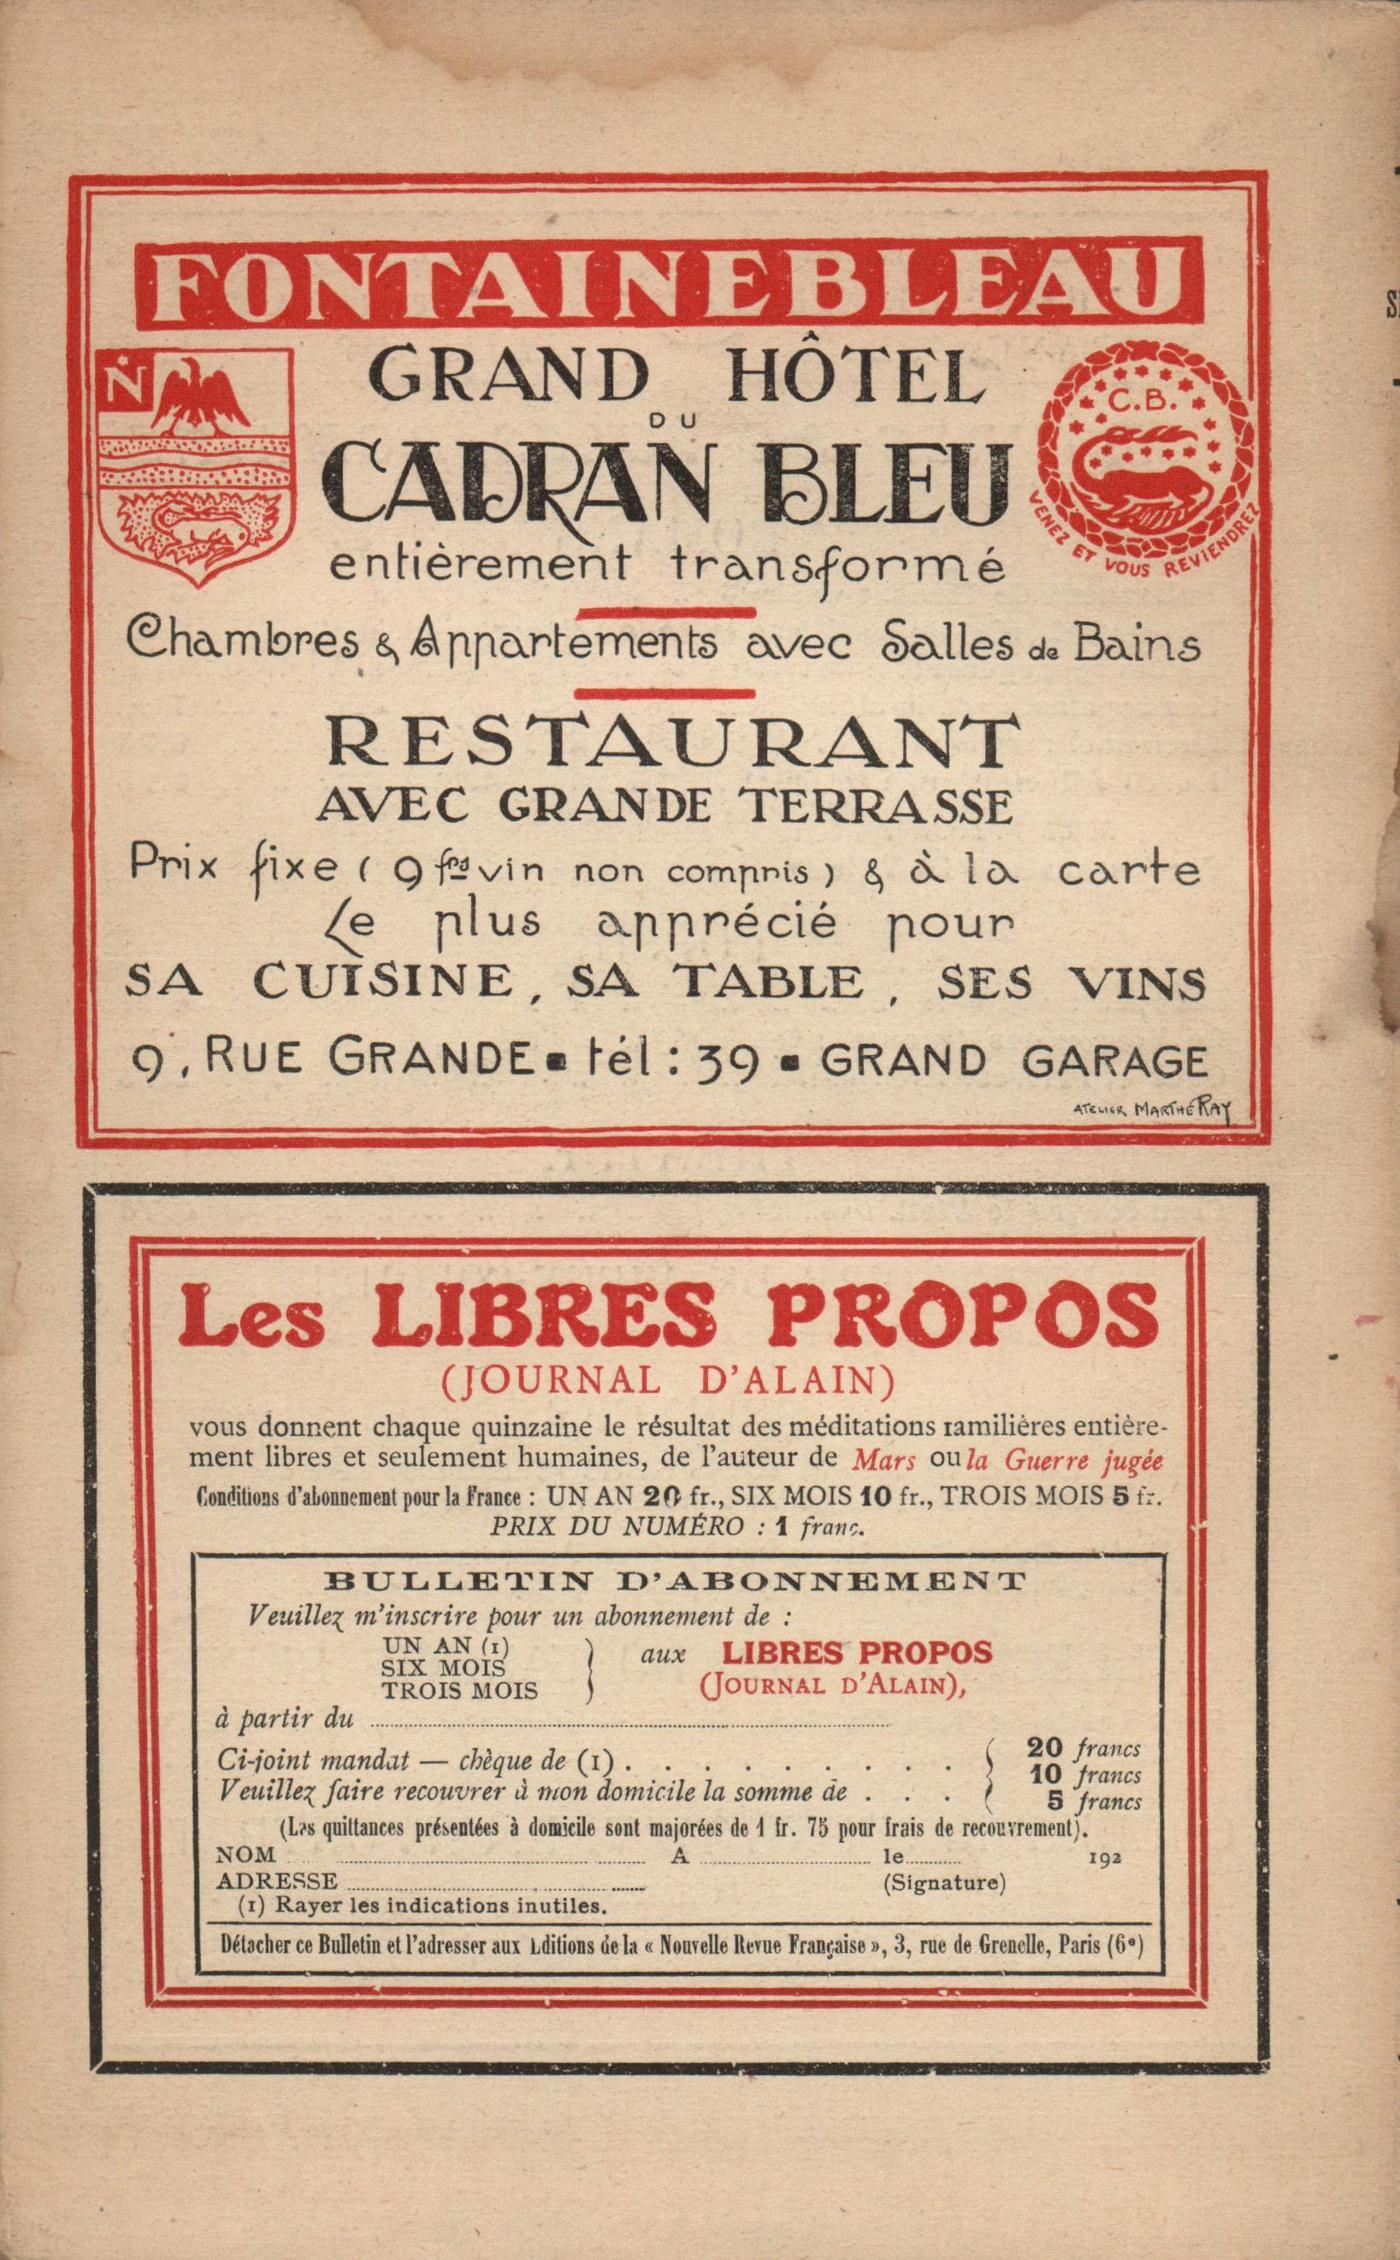 FONTAINEBLEAU
N
GRAND HÔTEL
DU
CADRAN BLEU
C.B.
VENEZ ET VOUS REVIENDREZ
entièrement transformé
Chambres & Appartements avec Salles de Bains
RESTAURANT
AVEC GRANDE TERRASSE
Prix fixe (9 frs vin non compris) & à la carte
Le plus apprécié pour
SA CUISINE, SA TABLE, SES VINS
9, RUE GRANDE ▪ tél : 39 ▪ GRAND GARAGE
ATELIER MARTHE RAY
Les LIBRES PROPOS
(JOURNAL D'ALAIN)
vous donnent chaque quinzaine le résultat des méditations familières entière-
ment libres et seulement humaines, de l'auteur de Mars ou la Guerre jugée
Conditions d'abonnement pour la France : UN AN 20 fr., SIX MOIS 10 fr., TROIS MOIS 5 fr.
PRIX DU NUMÉRO : 1 franc.
BULLETIN D'ABONNEMENT
Veuillez m'inscrire pour un abonnement de :
UN AN (1)
SIX MOIS
TROIS MOIS
aux LIBRES PROPOS
(JOURNAL D'ALAIN),
à partir du
Ci-joint mandat — chèque de (1) . . . . . . . . .
Veuillez faire recouvrer à mon domicile la somme de . . .
20 francs
10 francs
5 francs
(Les quittances présentées à domicile sont majorées de 1 fr. 75 pour frais de recouvrement).
NOM A le 192
ADRESSE (Signature)
(1) Rayer les indications inutiles.
Détacher ce Bulletin et l'adresser aux Editions de la « Nouvelle Revue Française », 3, rue de Grenelle, Paris (6e)